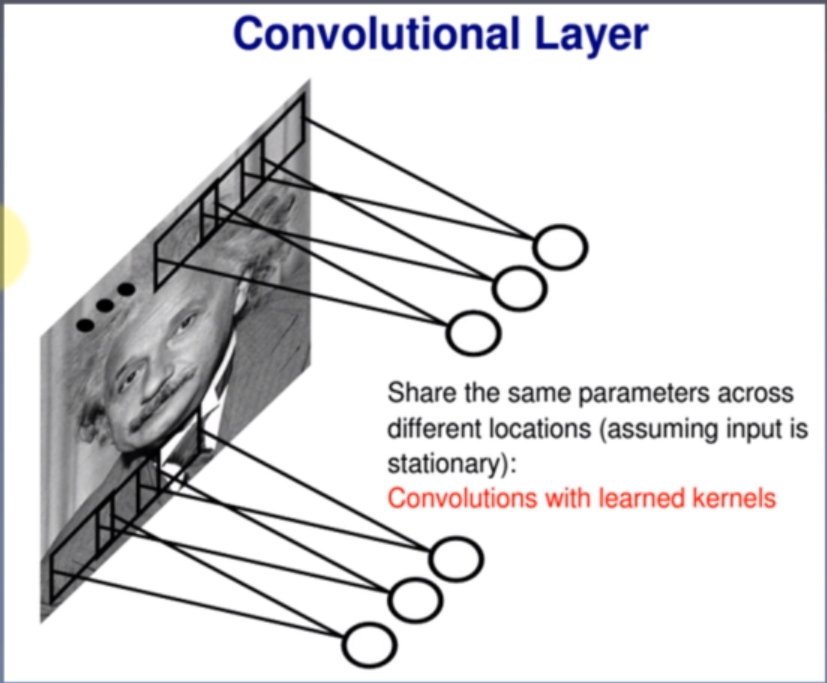 Convolutional Layer
Share the same parameters across
different locations (assuming input is
stationary):
Convolutions with learned kernels